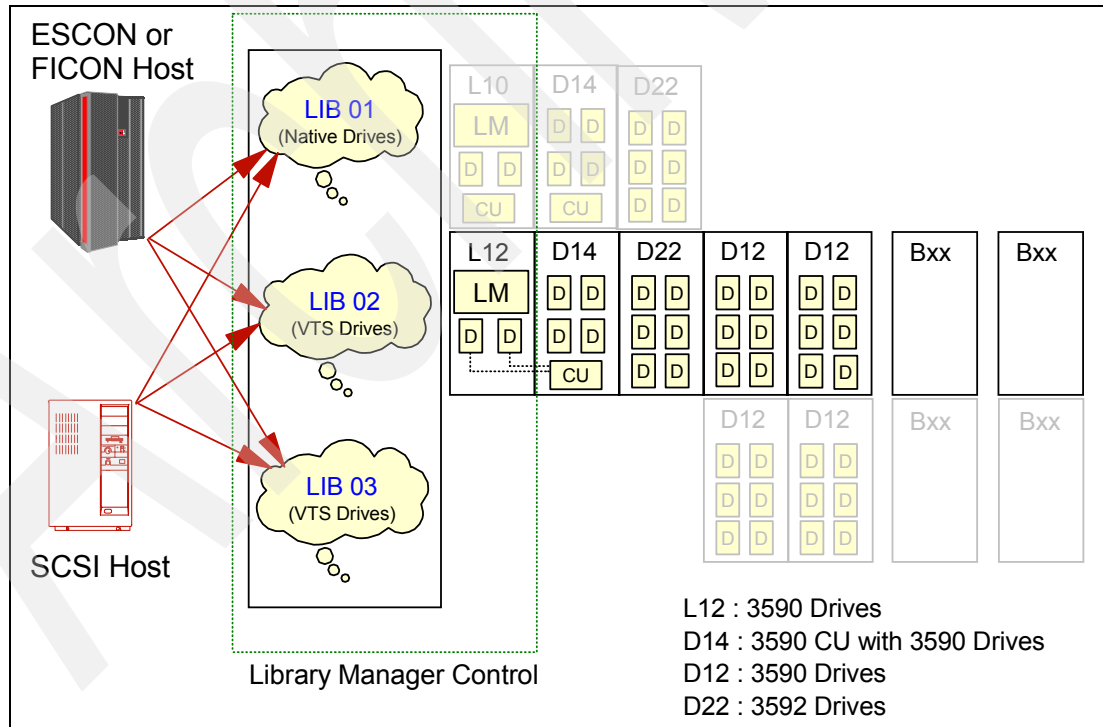 ESCON or
FICON Host
LIB 01
(Native Drives)
LIB 02
(VTS Drives)
LIB 03
(VTS Drives)
SCSI Host
Library Manager Control
L10 D14 D22
LM D D D D
D D D D D D
CU CU D D
L12 D14 D22 D12 D12 Bxx Bxx
LM D D D D D D D D
D D D D D D D D D D
CU D D D D D D
D12 D12 Bxx Bxx
D D D D
D D D D
D D D D
L12 : 3590 Drives
D14 : 3590 CU with 3590 Drives
D12 : 3590 Drives
D22 : 3592 Drives